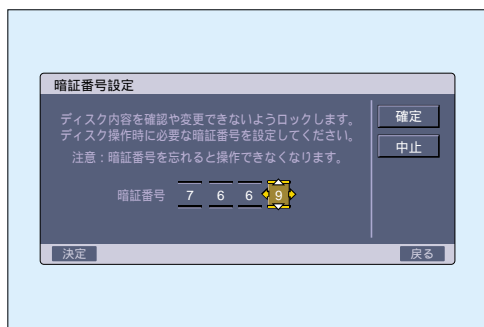 暗証番号設定
ディスク内容を確認や変更できないようロックします。
ディスク操作時に必要な暗証番号を設定してください。
注意：暗証番号を忘れると操作できなくなります。
暗証番号 7 6 6 9
確定
中止
決定
戻る